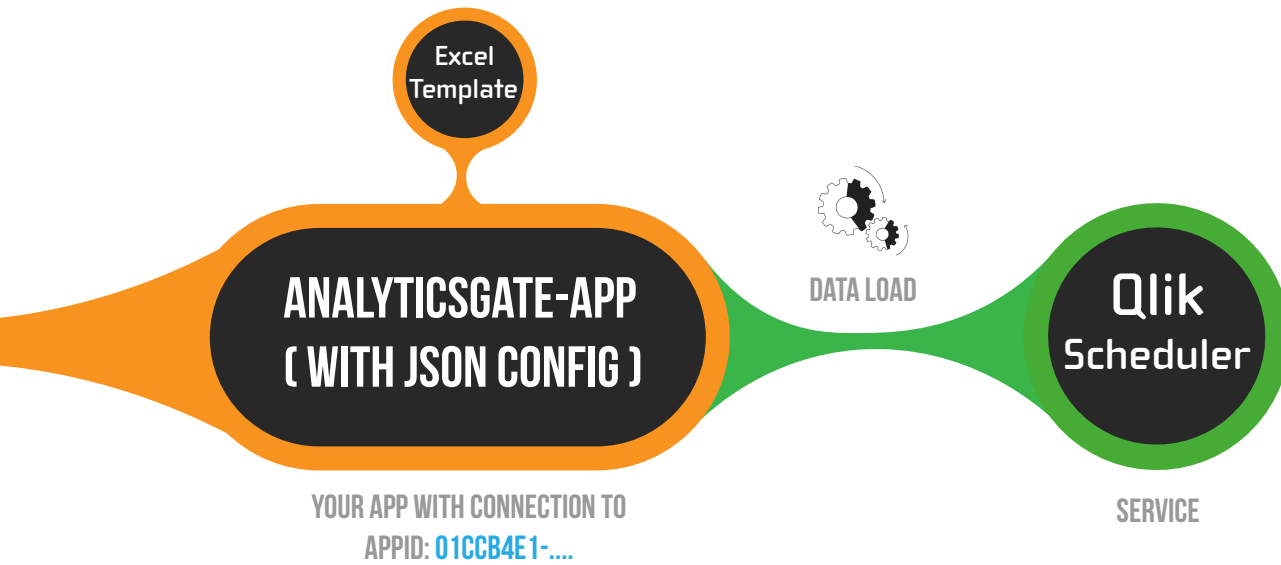 Excel
Template
ANALYTICSGATE-APP
( WITH JSON CONFIG )
DATA LOAD
Qlik
Scheduler
YOUR APP WITH CONNECTION TO
APPID: 01CCB4E1-....
SERVICE